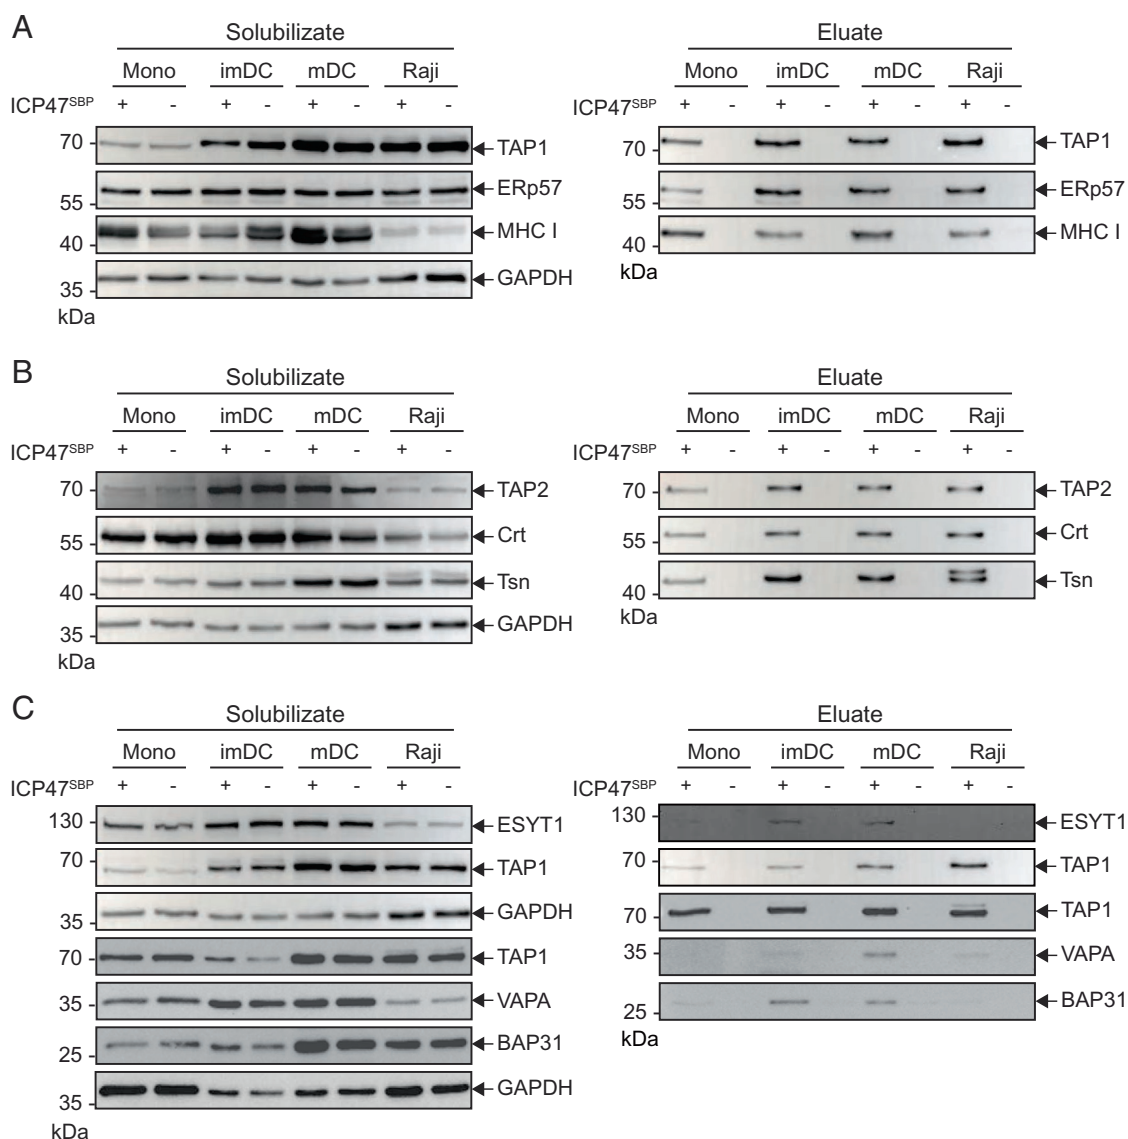 A
Solubilizate
Eluate
Mono imDC mDC Raji
Mono imDC mDC Raji
ICP47SBP + - + - + - + -
ICP47SBP + - + - + - + -
70 TAP1
70 TAP1
55 ERp57
55 ERp57
40 MHC I
40 MHC I
35 GAPDH
kDa
kDa
B
Solubilizate
Eluate
Mono imDC mDC Raji
Mono imDC mDC Raji
ICP47SBP + - + - + - + -
ICP47SBP + - + - + - + -
70 TAP2
70 TAP2
55 Crt
55 Crt
40 Tsn
40 Tsn
35 GAPDH
kDa
kDa
C
Solubilizate
Eluate
Mono imDC mDC Raji
Mono imDC mDC Raji
ICP47SBP + - + - + - + -
ICP47SBP + - + - + - + -
130 ESYT1
130 ESYT1
70 TAP1
70 TAP1
35 GAPDH
70 TAP1
70 TAP1
35 VAPA
35 VAPA
25 BAP31
25 BAP31
35 GAPDH
kDa
kDa